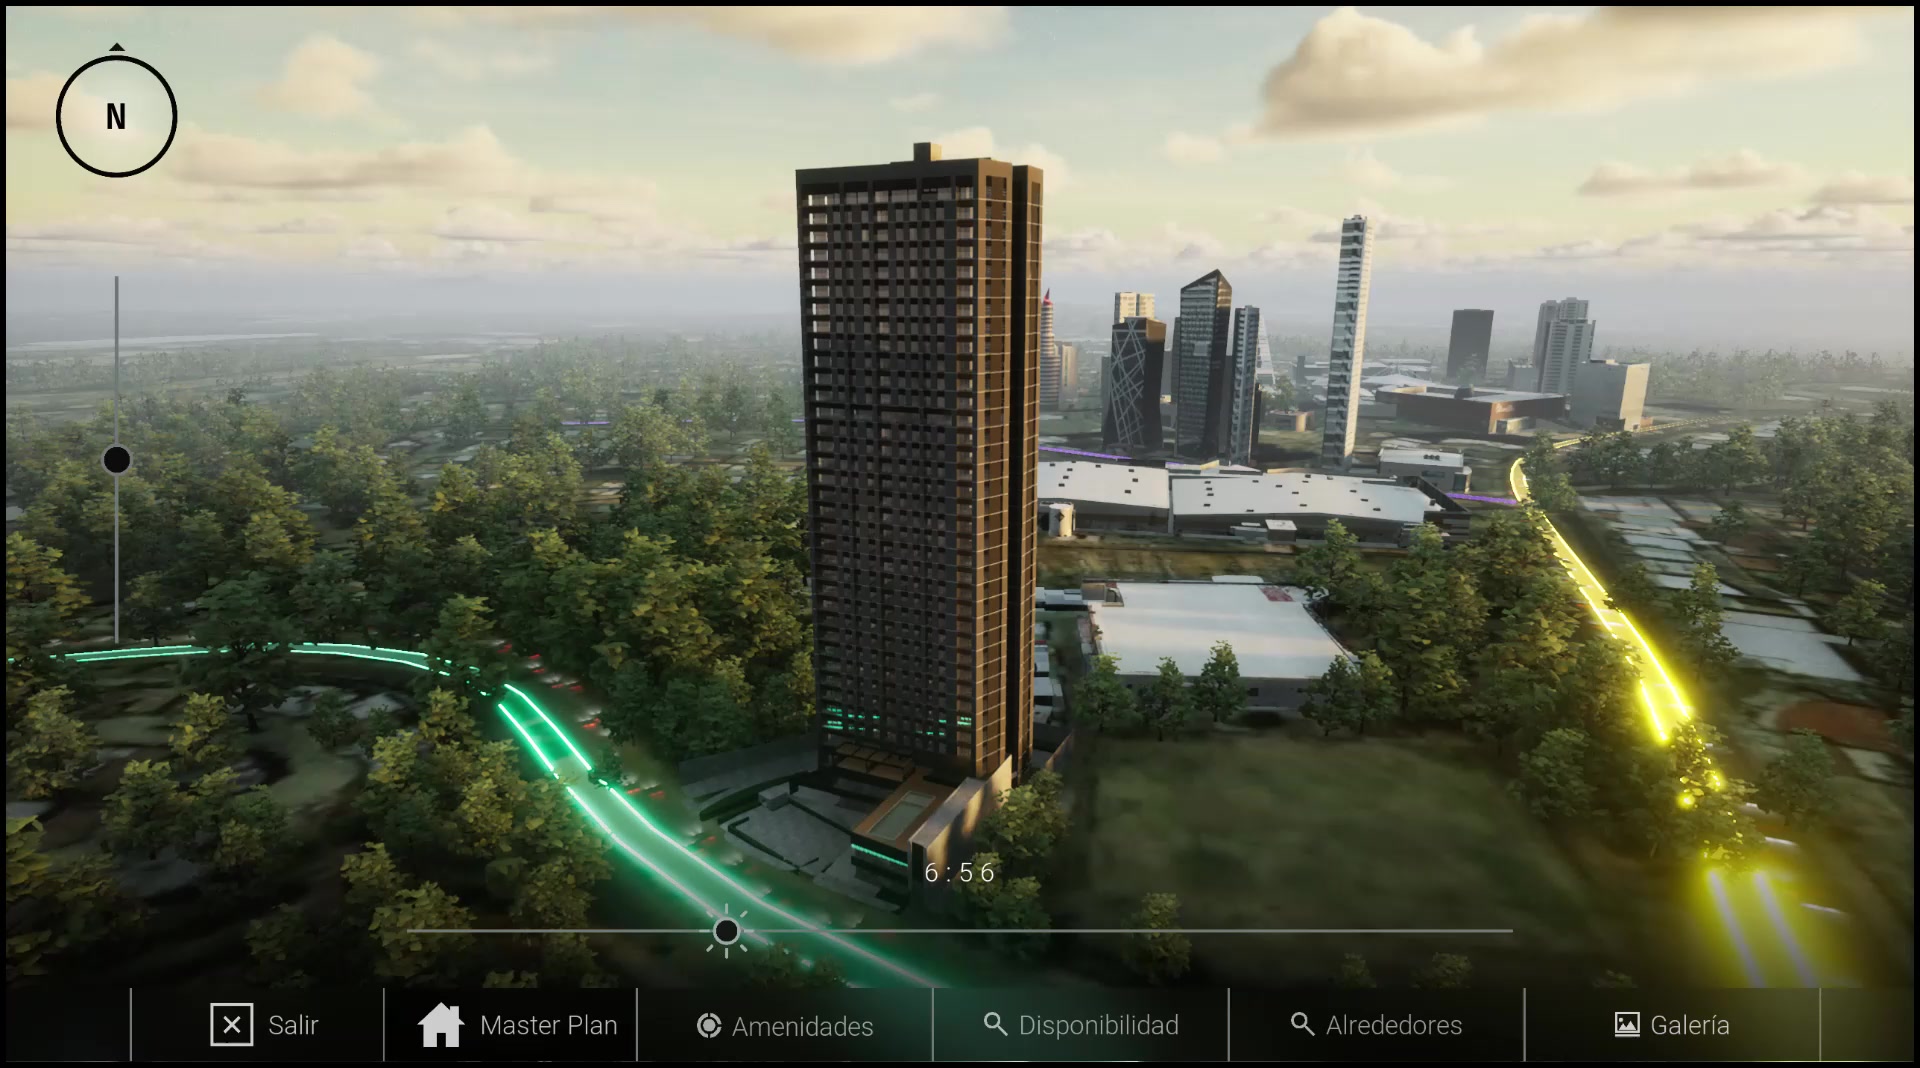 N
6:56
Salir
Master Plan
Amenidades
Disponibilidad
Alrededores
Galería